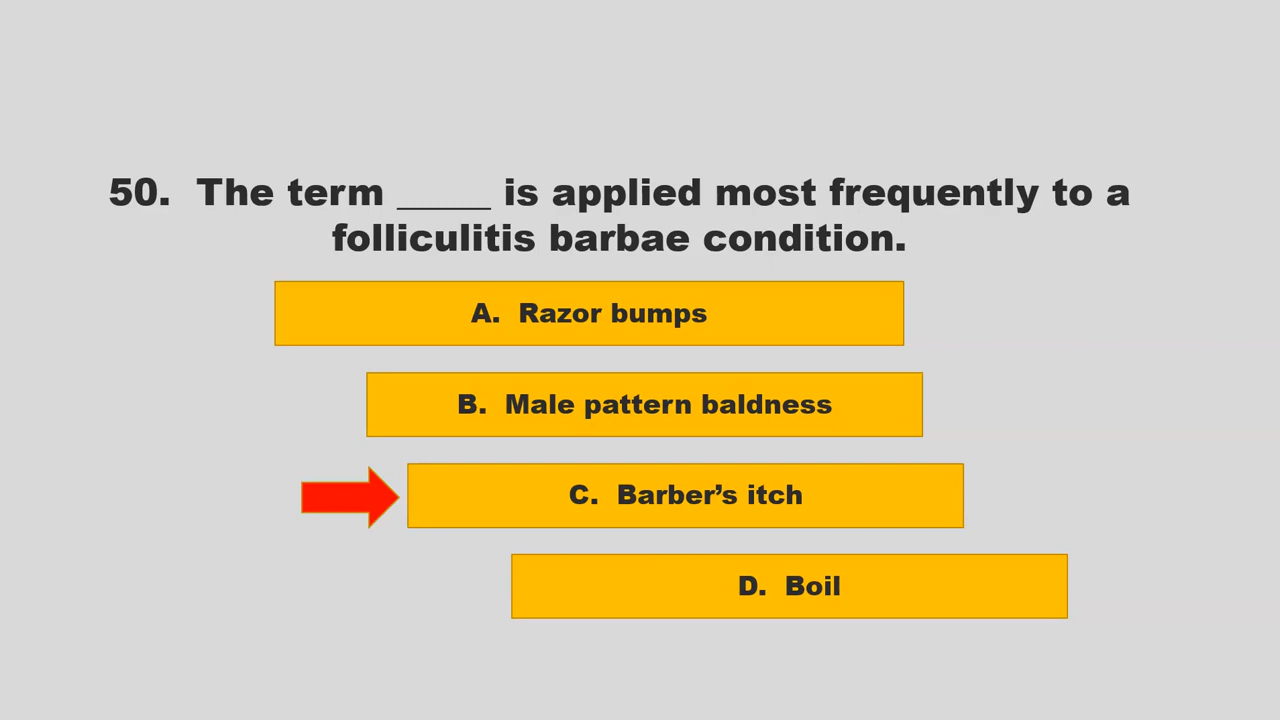 50. The term _____ is applied most frequently to a
folliculitis barbae condition.
A. Razor bumps
B. Male pattern baldness
C. Barber’s itch
D. Boil